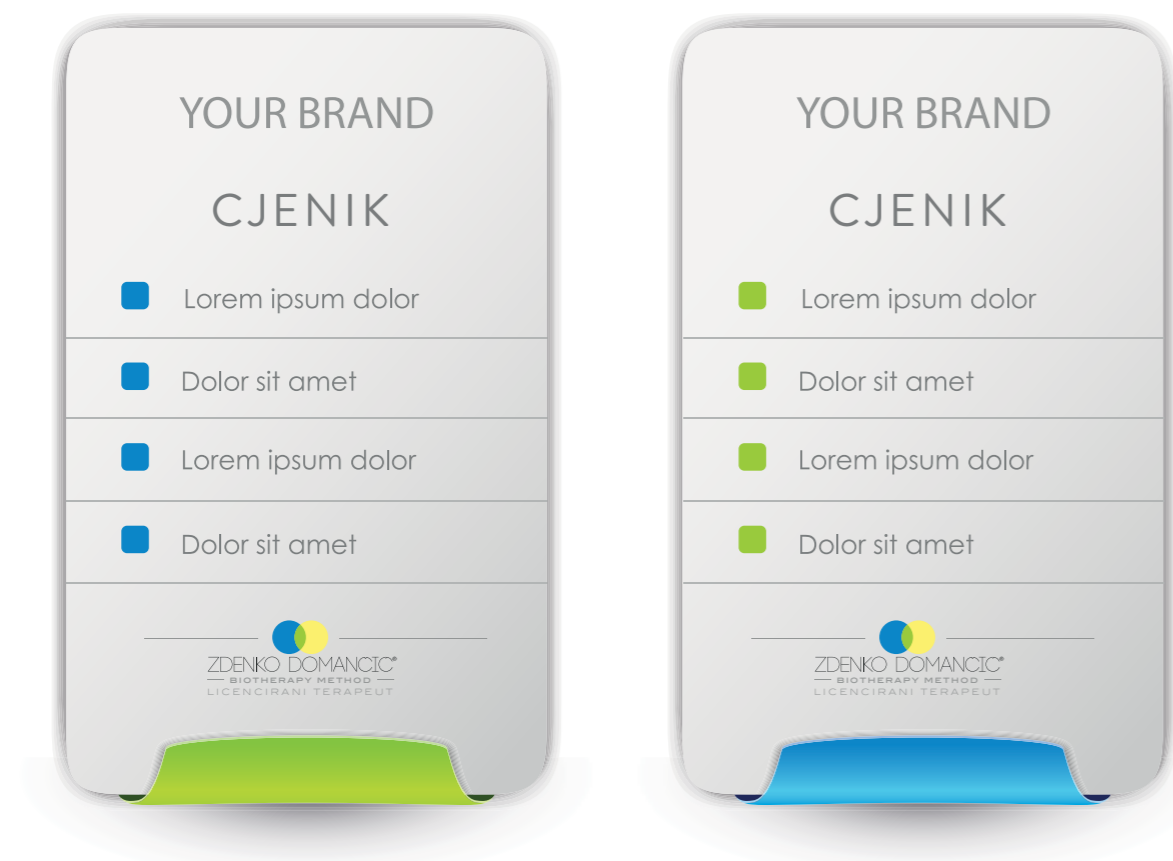 YOUR BRAND
CJENIK
Lorem ipsum dolor
Dolor sit amet
Lorem ipsum dolor
Dolor sit amet
ZDENKO DOMANCIC®
BIOTHERAPY METHOD
LICENCIRANI TERAPEUT
YOUR BRAND
CJENIK
Lorem ipsum dolor
Dolor sit amet
Lorem ipsum dolor
Dolor sit amet
ZDENKO DOMANCIC®
BIOTHERAPY METHOD
LICENCIRANI TERAPEUT